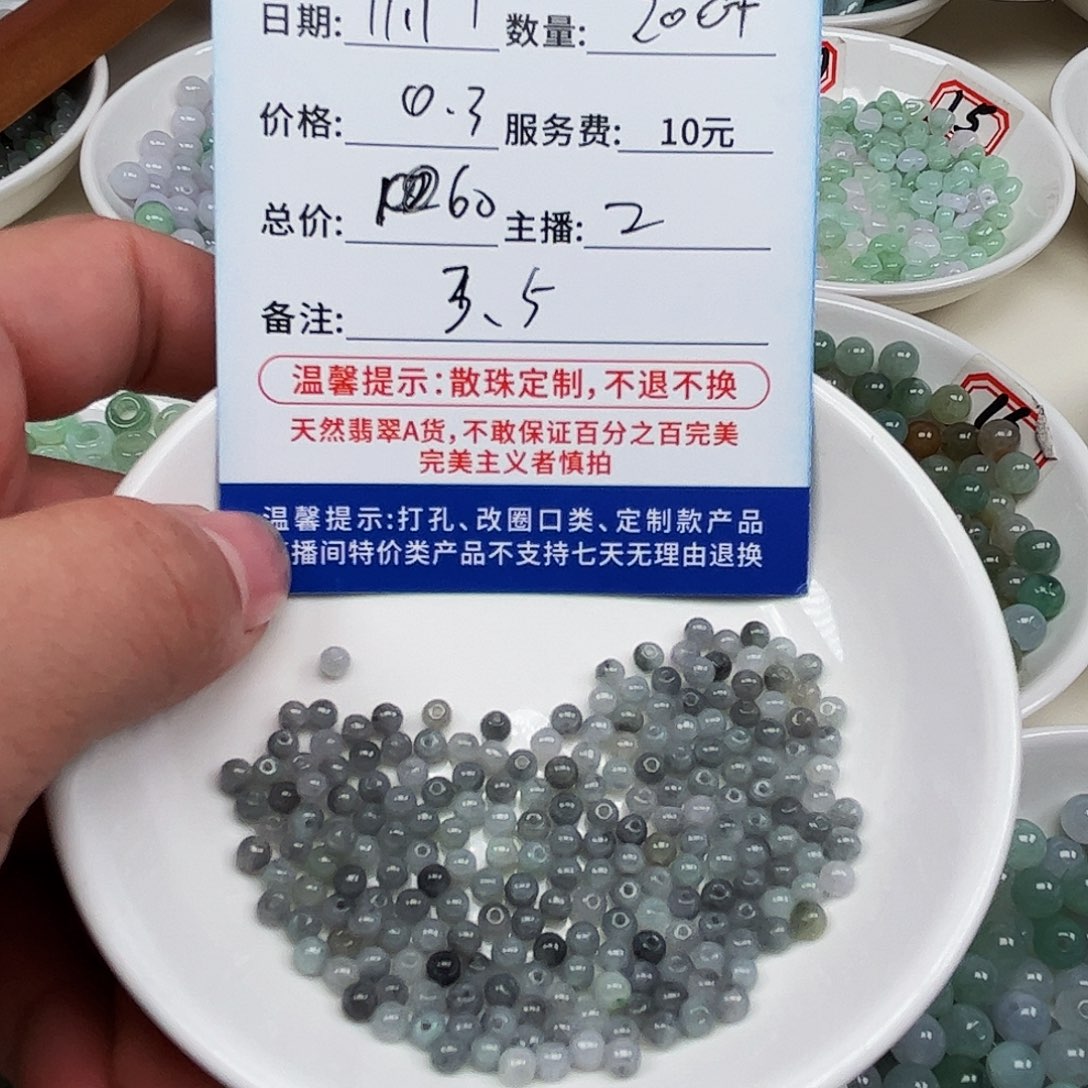 日期: 11.11 数量: 200颗
价格: 0.3 服务费: 10元
总价: 60 主播: 2
备注: 3、5
温馨提示:散珠定制,不退不换
天然翡翠A货,不敢保证百分之百完美
完美主义者慎拍
温馨提示:打孔、改圈口类、定制款产品
播间特价类产品不支持七天无理由退换
15